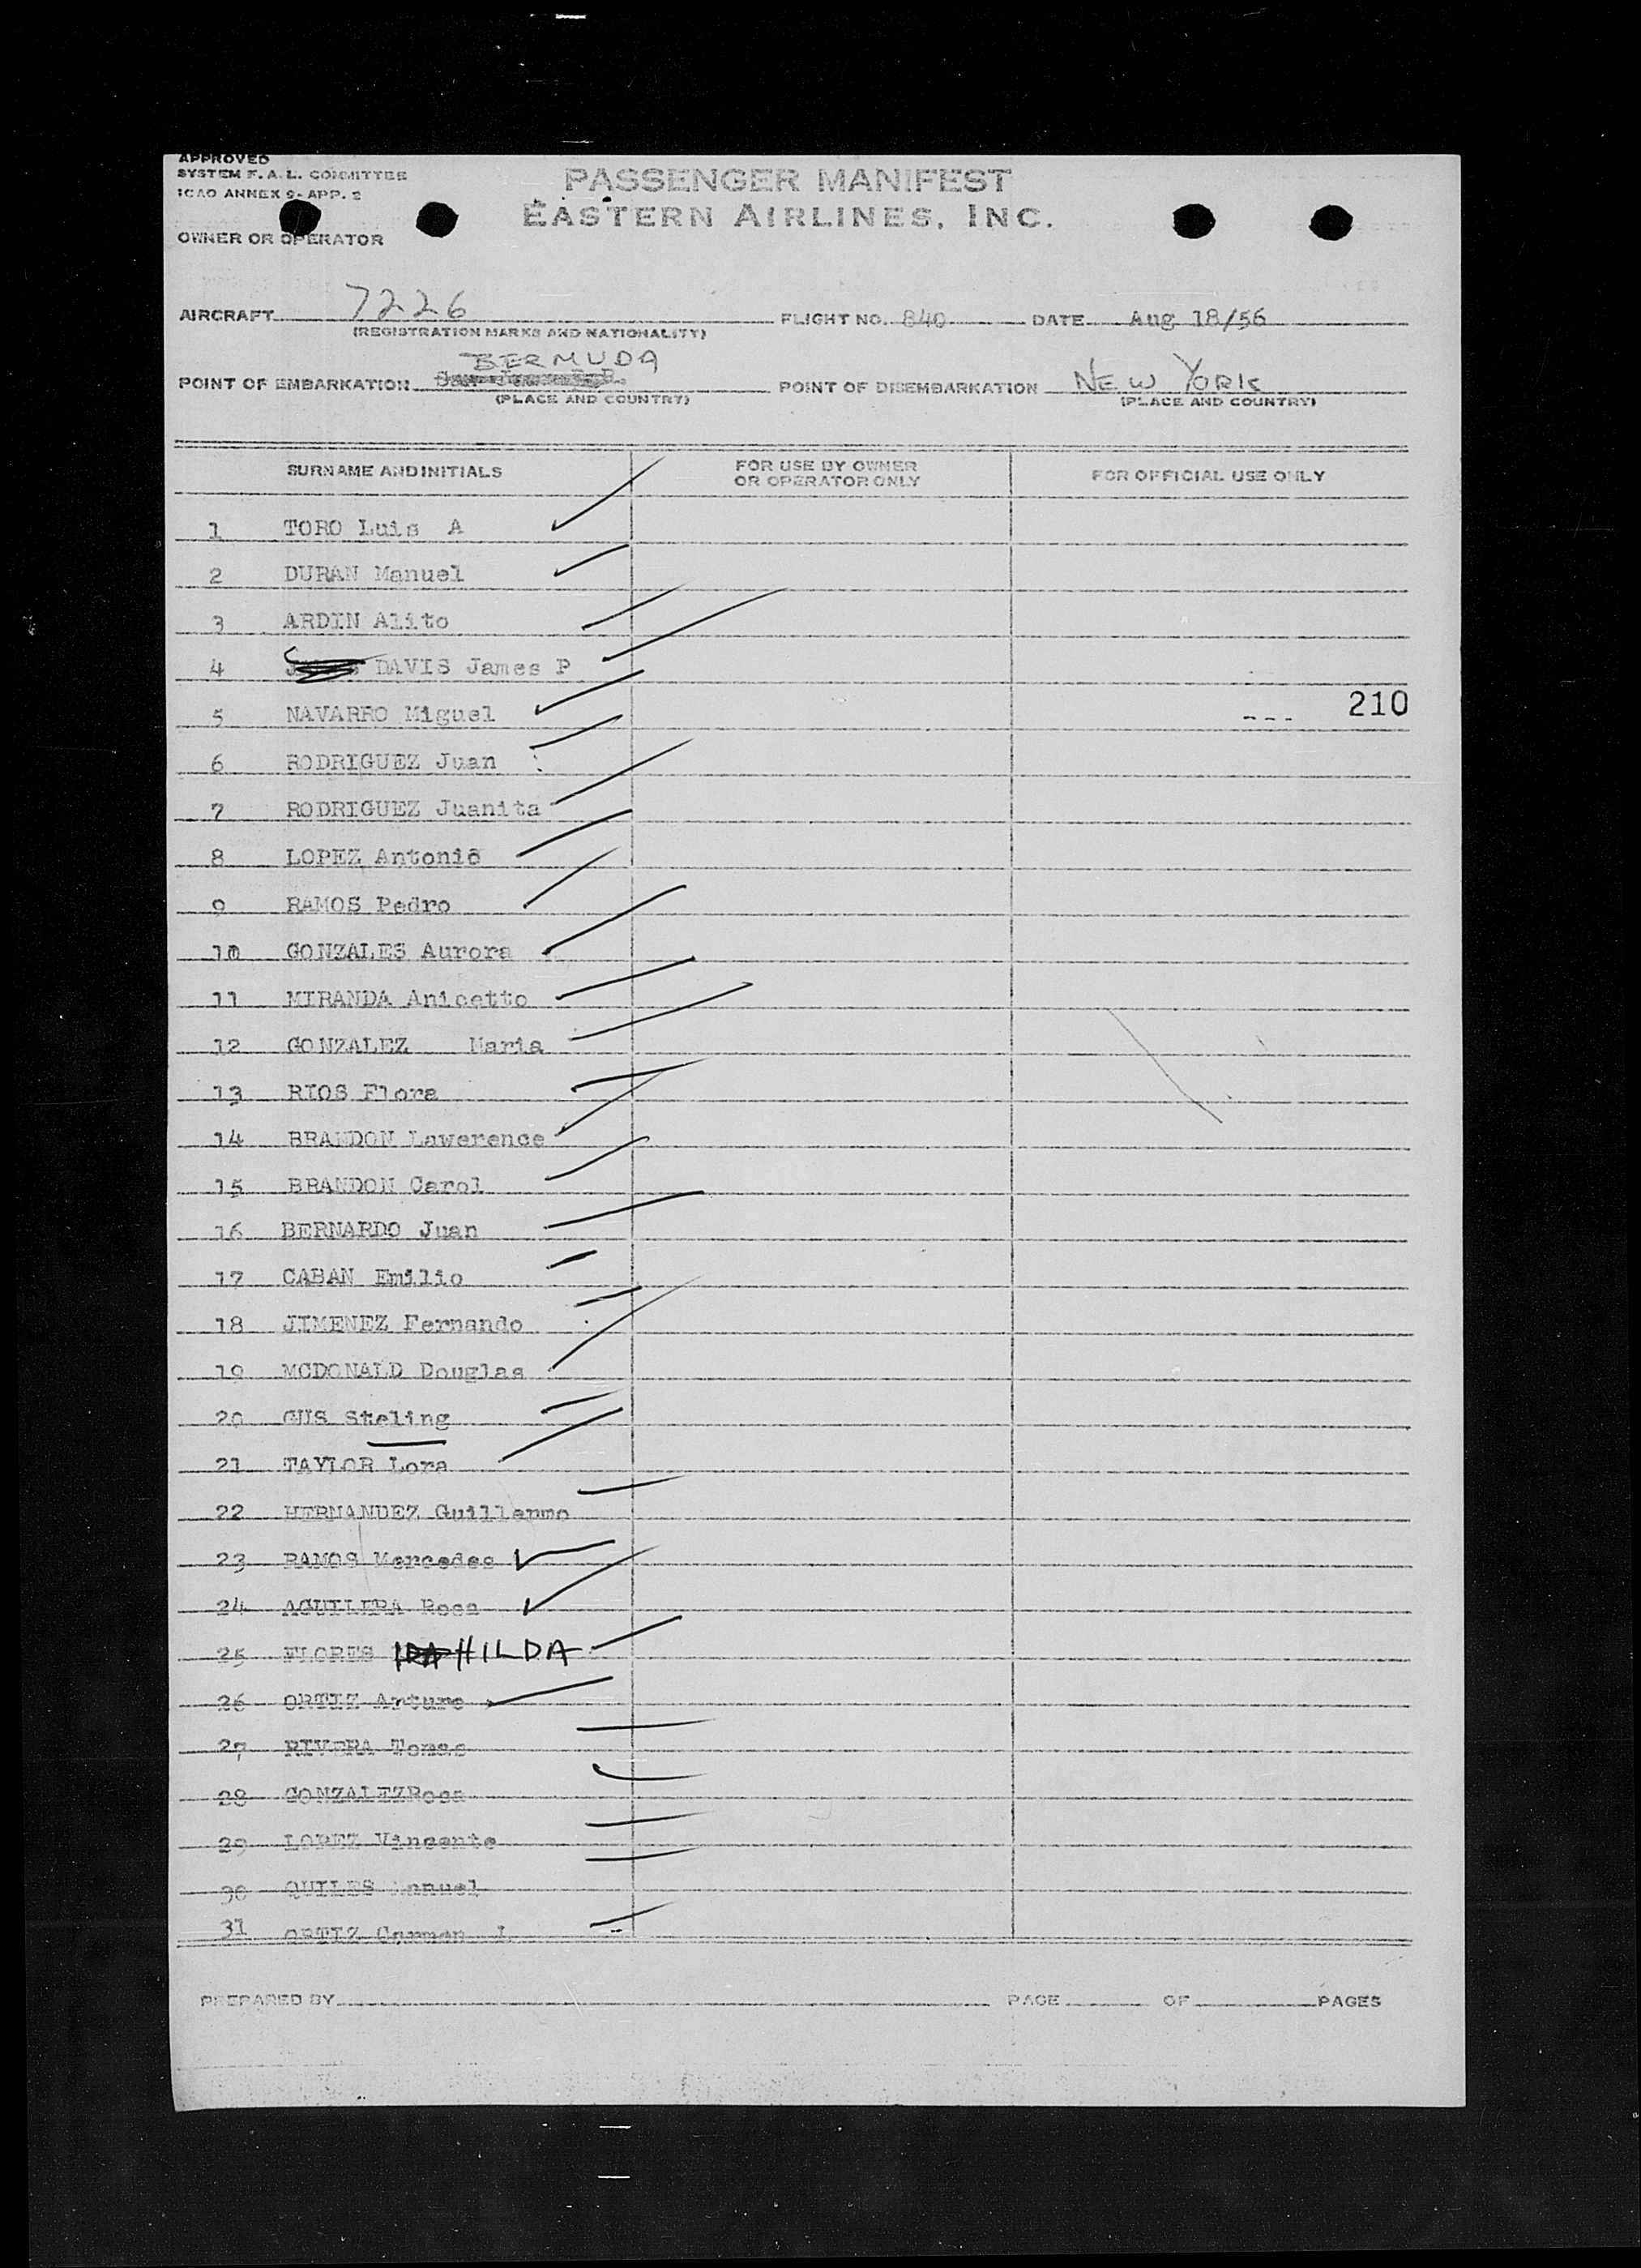 APPROVED
SYSTEM F. A. L. COMMITTEE
ICAO ANNEX 9- APP. 2
PASSENGER MANIFEST
EASTERN AIRLINES, INC.
OWNER OR OPERATOR
AIRCRAFT 7226 FLIGHT NO. 840 DATE Aug 18/56
(REGISTRATION MARKS AND NATIONALITY)
BERMUDA
POINT OF EMBARKATION POINT OF DISEMBARKATION NEW YORK
(PLACE AND COUNTRY) (PLACE AND COUNTRY)
SURNAME AND INITIALS FOR USE BY OWNER OR OPERATOR ONLY FOR OFFICIAL USE ONLY
1 TORO Luis A
2 DURAN Manuel
3 ARDIN Alito
4 DAVIS James P
5 NAVARRO Miguel 210
6 RODRIGUEZ Juan
7 RODRIGUEZ Juanita
8 LOPEZ Antonio
9 RAMOS Pedro
10 GONZALES Aurora
11 MIRANDA Anicetto
12 GONZALEZ Maria
13 RIOS Flora
14 BRANDON Lawerence
15 BRANDON Carol
16 BERNARDO Juan
17 CABAN Emilio
18 JIMENEZ Fernando
19 MCDONALD Douglas
20 GUS Steling
21 TAYLOR Lora
22 HERNANDEZ Guillermo
23 RAMOS Mercedes
24 AGUILERA Rosa
25 FLORES HILDA
26 ORTIZ Arturo
27 RIVERA Tomas
28 GONZALEZRosa
29 LOPEZ Vincente
30 QUILES Manuel
31 ORTIZ Carmen L
PREPARED BY PAGE OF PAGES